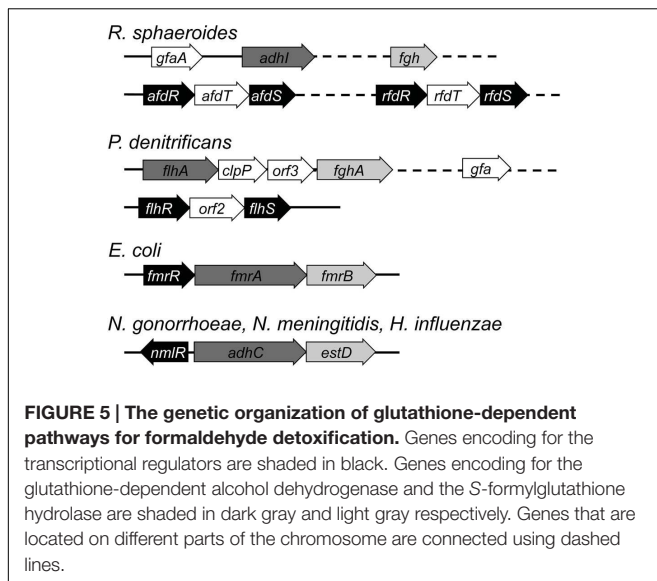 R. sphaeroides
gfaA adhI fgh
afdR afdT afdS rfdR rfdT rfdS
P. denitrificans
flhA clpP orf3 fghA gfa
flhR orf2 flhS
E. coli
fmrR fmrA fmrB
N. gonorrhoeae, N. meningitidis, H. influenzae
nmlR adhC estD
FIGURE 5 | The genetic organization of glutathione-dependent
pathways for formaldehyde detoxification. Genes encoding for the
transcriptional regulators are shaded in black. Genes encoding for the
glutathione-dependent alcohol dehydrogenase and the S-formylglutathione
hydrolase are shaded in dark gray and light gray respectively. Genes that are
located on different parts of the chromosome are connected using dashed
lines.